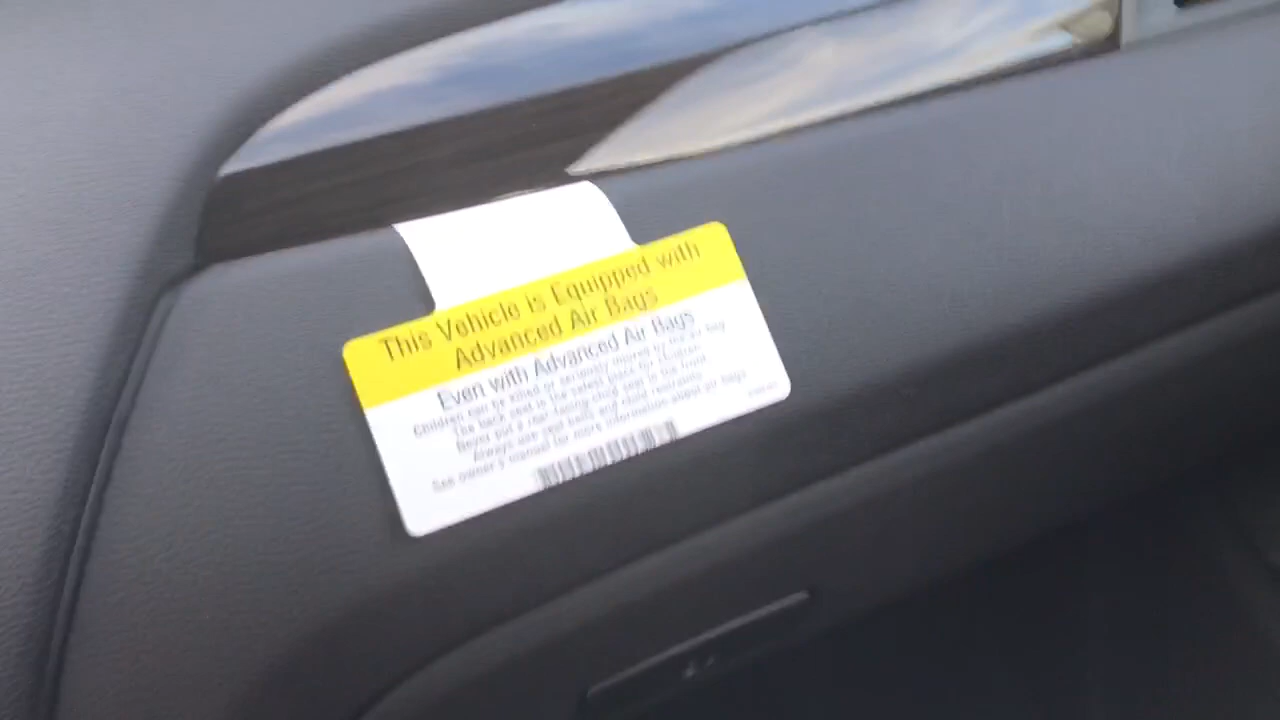 This Vehicle is Equipped with
Advanced Air Bags
Even with Advanced Air Bags
Children can be killed or seriously injured by the air bag
The back seat is the safest place for children
Never put a rear-facing child seat in the front
Always use seat belts and child restraints
See owner's manual for more information about air bags